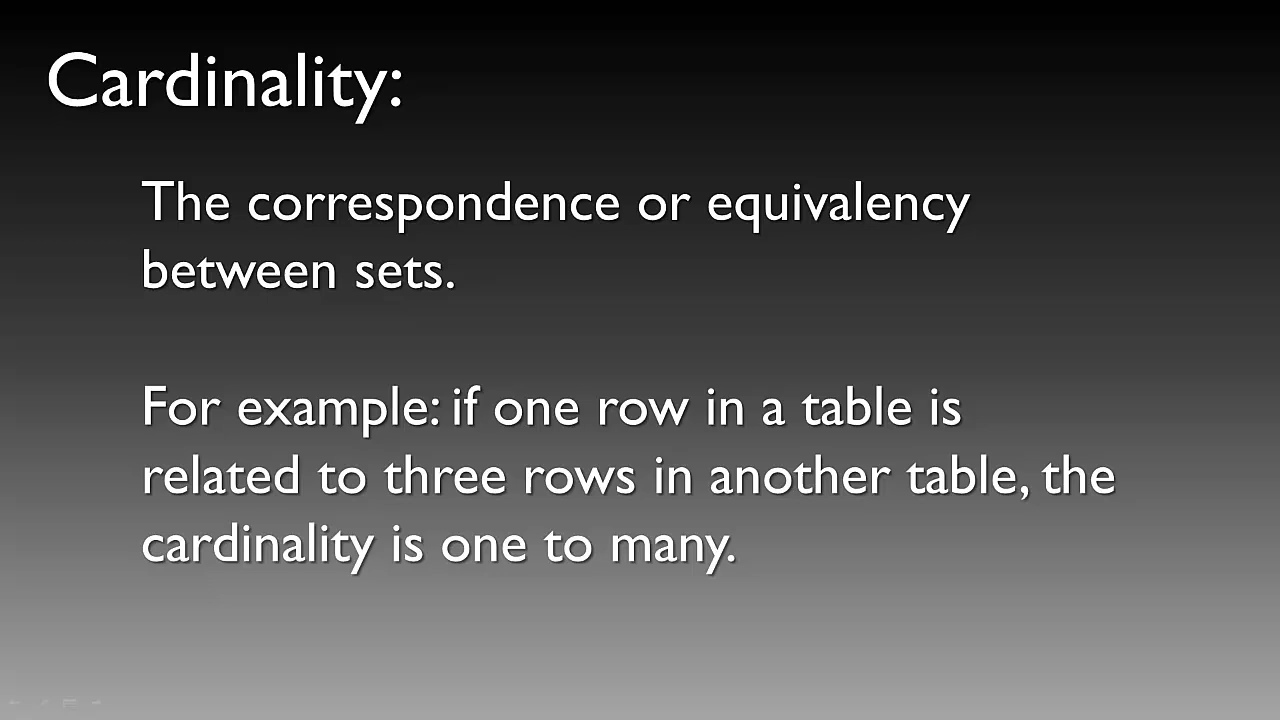 Cardinality:
The correspondence or equivalency
between sets.
For example: if one row in a table is
related to three rows in another table, the
cardinality is one to many.